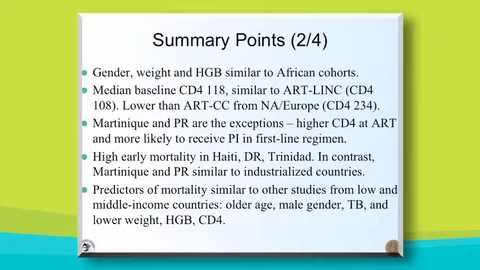 Summary Points (2/4)
Gender, weight and HGB similar to African cohorts.
Median baseline CD4 118, similar to ART-LINC (CD4
108). Lower than ART-CC from NA/Europe (CD4 234).
Martinique and PR are the exceptions – higher CD4 at ART
and more likely to receive PI in first-line regimen.
High early mortality in Haiti, DR, Trinidad. In contrast,
Martinique and PR similar to industrialized countries.
Predictors of mortality similar to other studies from low and
middle-income countries: older age, male gender, TB, and
lower weight, HGB, CD4.